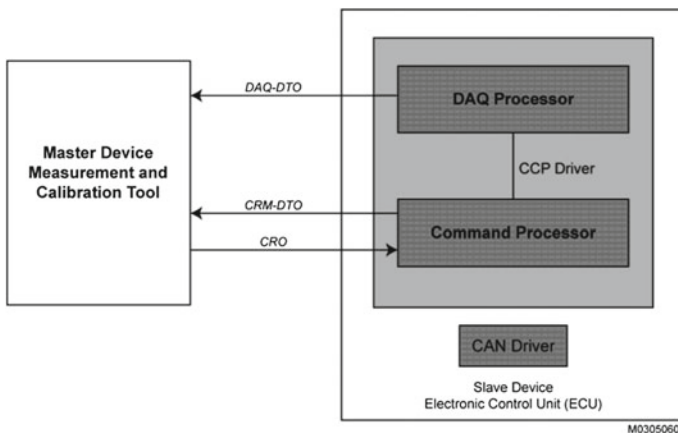 DAQ-DTO
DAQ Processor
Master Device
Measurement and
Calibration Tool
CCP Driver
CRM-DTO
Command Processor
CRO
CAN Driver
Slave Device
Electronic Control Unit (ECU)
M0305060